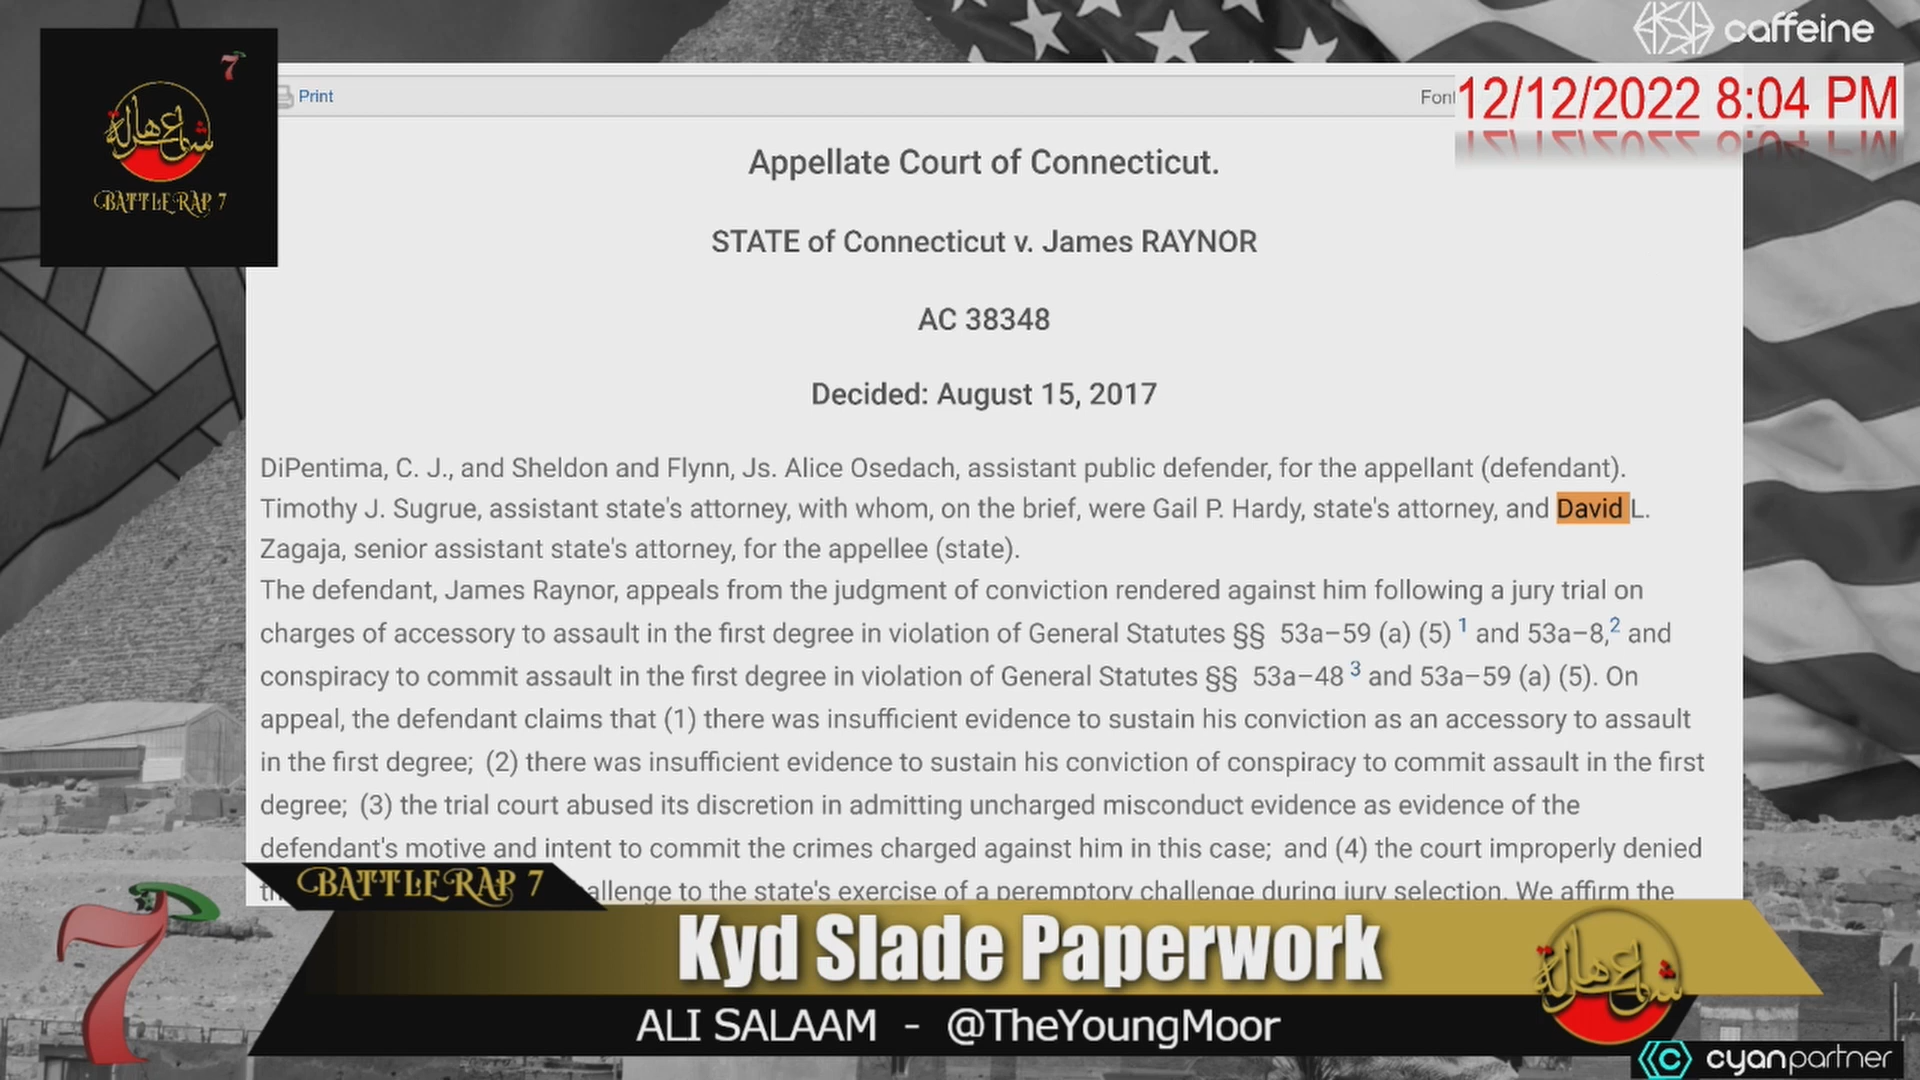 caffeine
7
شعاع هالة
BATTLE RAP 7
Print
Font
12/12/2022 8:04 PM
Appellate Court of Connecticut.
STATE of Connecticut v. James RAYNOR
AC 38348
Decided: August 15, 2017
DiPentima, C. J., and Sheldon and Flynn, Js. Alice Osedach, assistant public defender, for the appellant (defendant).
Timothy J. Sugrue, assistant state's attorney, with whom, on the brief, were Gail P. Hardy, state's attorney, and David L.
Zagaja, senior assistant state's attorney, for the appellee (state).
The defendant, James Raynor, appeals from the judgment of conviction rendered against him following a jury trial on
charges of accessory to assault in the first degree in violation of General Statutes §§ 53a–59 (a) (5) 1 and 53a–8,2 and
conspiracy to commit assault in the first degree in violation of General Statutes §§ 53a–48 3 and 53a–59 (a) (5). On
appeal, the defendant claims that (1) there was insufficient evidence to sustain his conviction as an accessory to assault
in the first degree; (2) there was insufficient evidence to sustain his conviction of conspiracy to commit assault in the first
degree; (3) the trial court abused its discretion in admitting uncharged misconduct evidence as evidence of the
defendant's motive and intent to commit the crimes charged against him in this case; and (4) the court improperly denied
allenge to the state's exercise of a peremptory challenge during jury selection. We affirm the
BATTLE RAP 7
7
Kyd Slade Paperwork
ALI SALAAM - @TheYoungMoor
cyanpartner